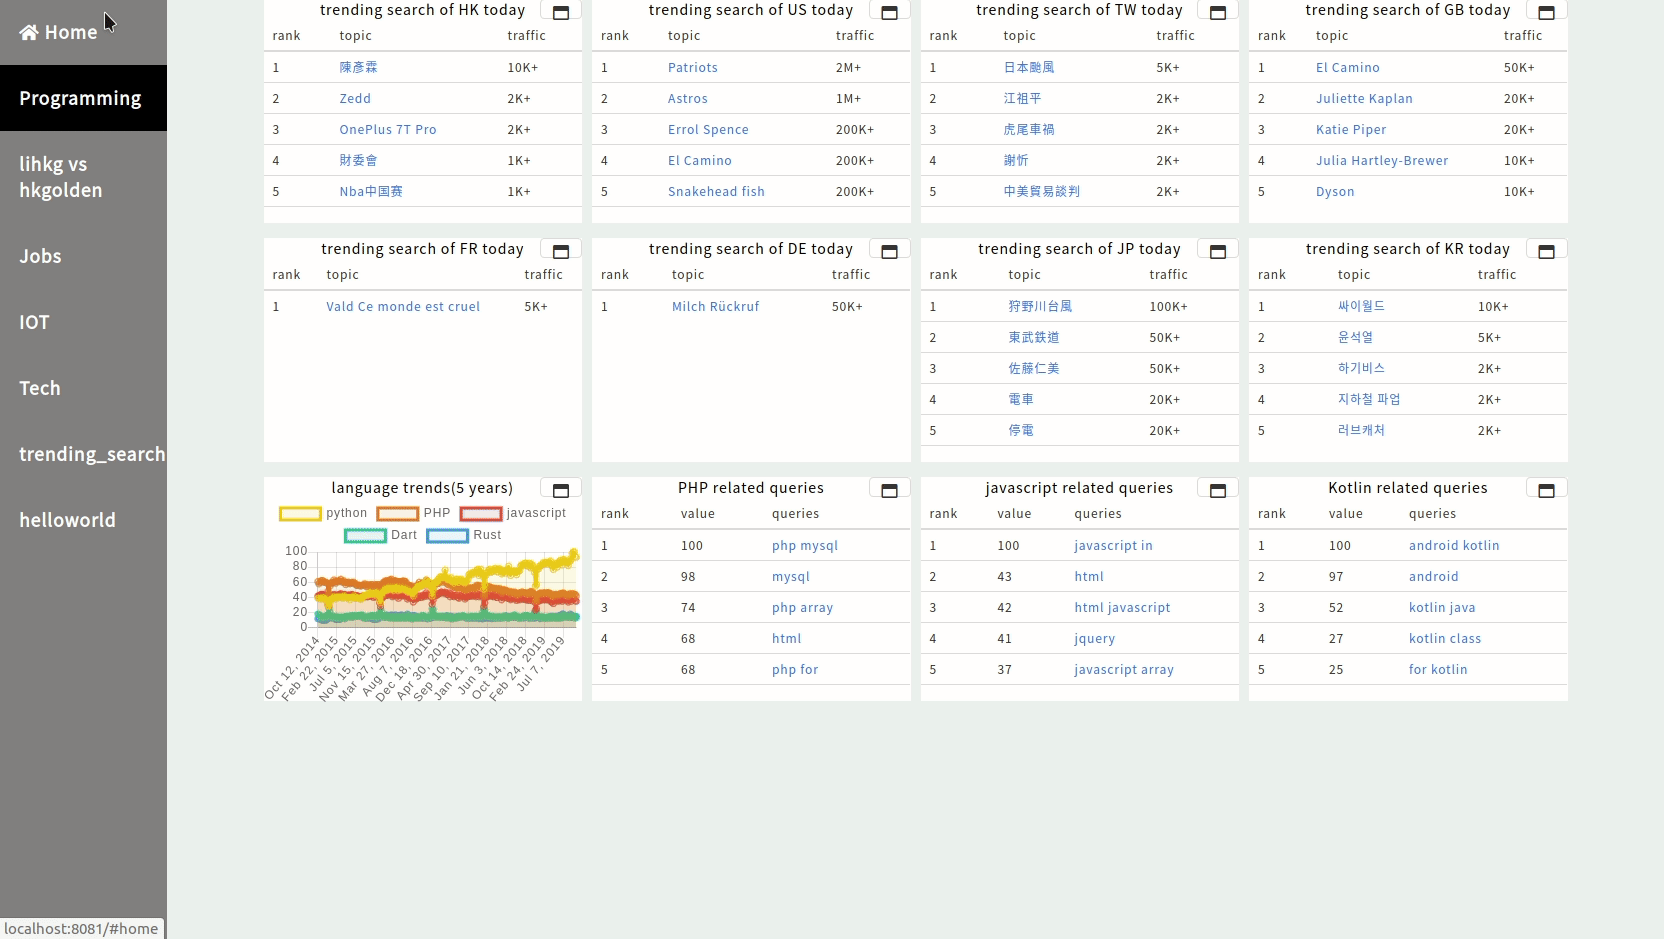 Home
Programming
lihkg vs
hkgolden
Jobs
IOT
Tech
trending_search
helloworld
localhost:8081/#home
trending search of HK today
rank topic traffic
1 陳彥霖 10K+
2 Zedd 2K+
3 OnePlus 7T Pro 2K+
4 財委會 1K+
5 Nba中国赛 1K+
trending search of US today
rank topic traffic
1 Patriots 2M+
2 Astros 1M+
3 Errol Spence 200K+
4 El Camino 200K+
5 Snakehead fish 200K+
trending search of TW today
rank topic traffic
1 日本颱風 5K+
2 江祖平 2K+
3 虎尾車禍 2K+
4 謝忻 2K+
5 中美貿易談判 2K+
trending search of GB today
rank topic traffic
1 El Camino 50K+
2 Juliette Kaplan 20K+
3 Katie Piper 20K+
4 Julia Hartley-Brewer 10K+
5 Dyson 10K+
trending search of FR today
rank topic traffic
1 Vald Ce monde est cruel 5K+
trending search of DE today
rank topic traffic
1 Milch Rückruf 50K+
trending search of JP today
rank topic traffic
1 狩野川台風 100K+
2 東武鉄道 50K+
3 佐藤仁美 50K+
4 電車 20K+
5 停電 20K+
trending search of KR today
rank topic traffic
1 싸이월드 10K+
2 윤석열 5K+
3 하기비스 2K+
4 지하철 파업 2K+
5 러브캐처 2K+
language trends(5 years)
python PHP javascript
Dart Rust
100
80
60
40
20
0
Oct 12, 2014
Feb 22, 2015
Jul 5, 2015
Nov 15, 2015
Mar 27, 2016
Aug 7, 2016
Dec 18, 2016
Apr 30, 2017
Sep 10, 2017
Jan 21, 2018
Jun 3, 2018
Oct 14, 2018
Feb 24, 2019
Jul 7, 2019
PHP related queries
rank value queries
1 100 php mysql
2 98 mysql
3 74 php array
4 68 html
5 68 php for
javascript related queries
rank value queries
1 100 javascript in
2 43 html
3 42 html javascript
4 41 jquery
5 37 javascript array
Kotlin related queries
rank value queries
1 100 android kotlin
2 97 android
3 52 kotlin java
4 27 kotlin class
5 25 for kotlin